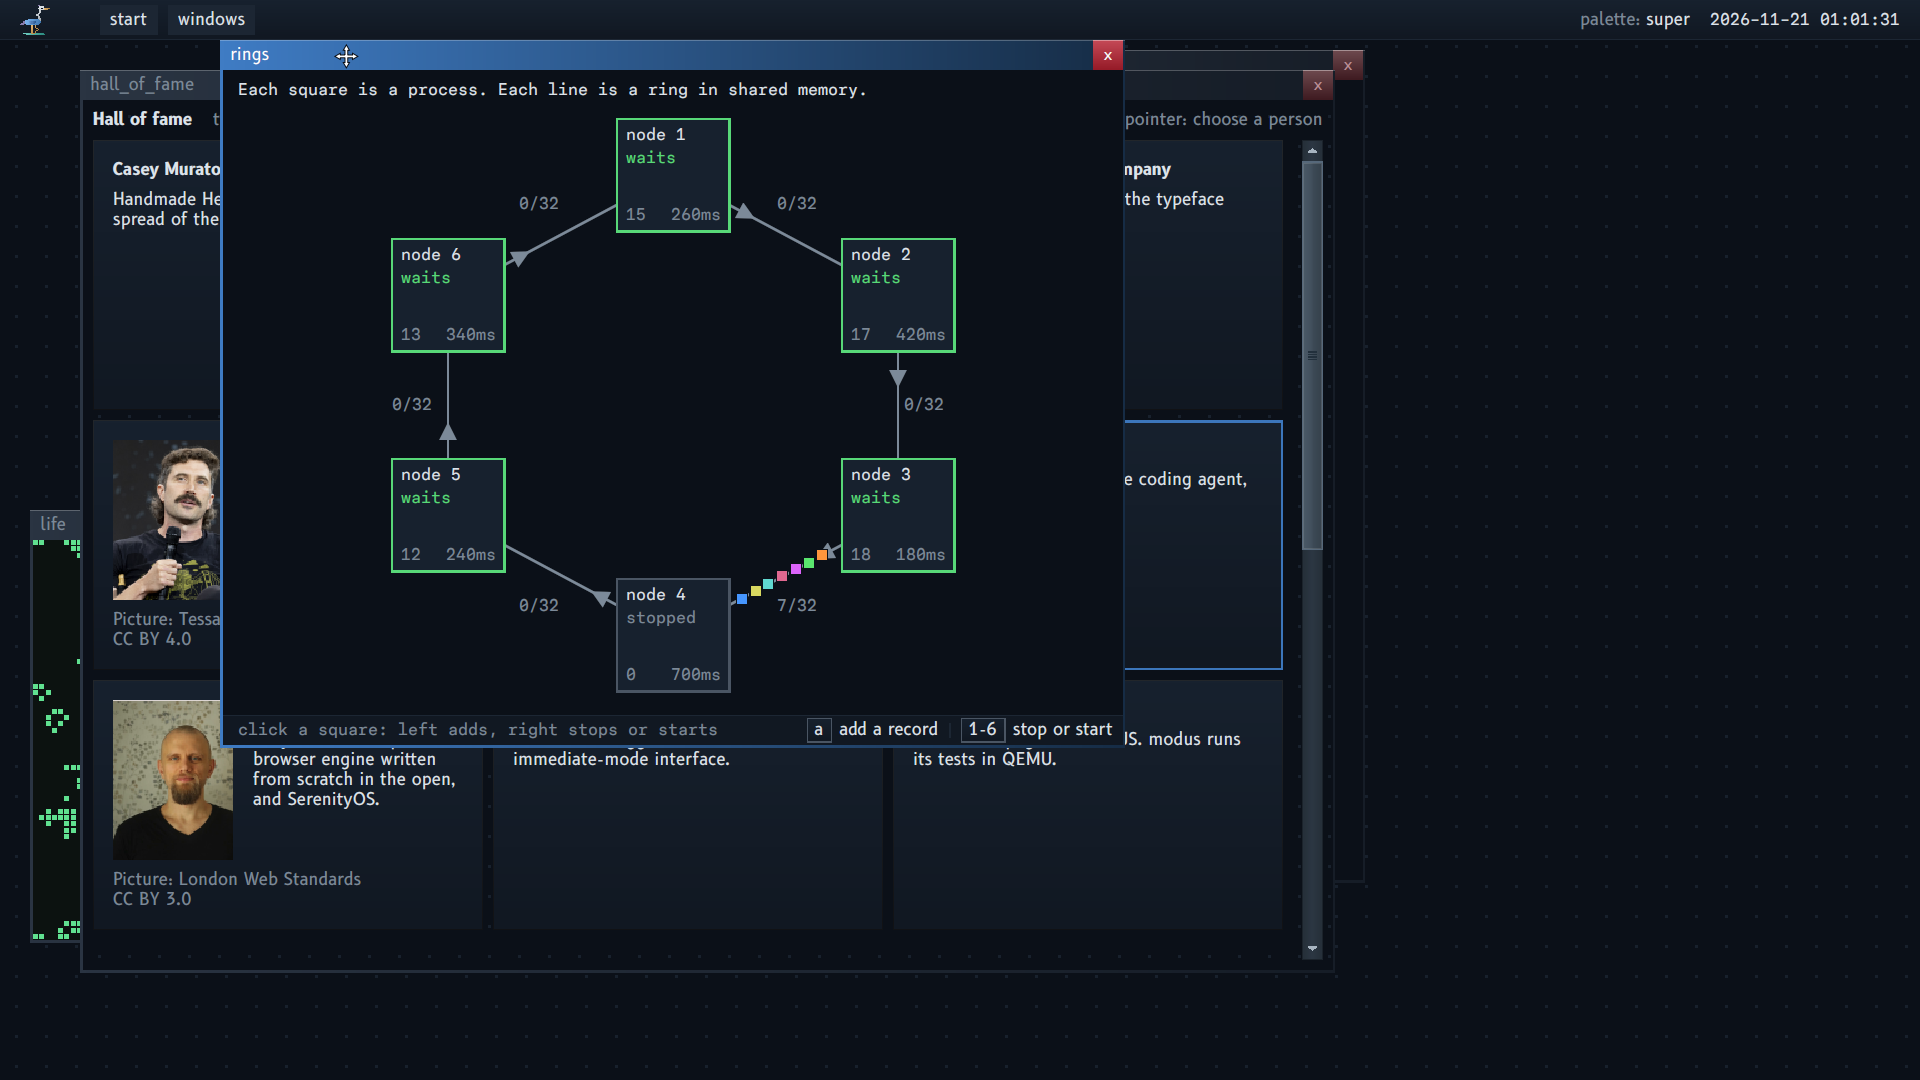 start windows palette: super 2026-11-21 01:01:31
rings x
x
hall_of_fame x
Each square is a process. Each line is a ring in shared memory.
Hall of fame pointer: choose a person
node 1
waits
15 260ms
0/32
0/32
node 6
waits
13 340ms
node 2
waits
17 420ms
0/32
0/32
node 5
waits
12 240ms
node 3
waits
18 180ms
0/32
7/32
node 4
stopped
0 700ms
click a square: left adds, right stops or starts a add a record 1-6 stop or start
Casey Murato
Handmade He
spread of the
mpany
the typeface
e coding agent,
Picture: Tessa
CC BY 4.0
life
browser engine written
from scratch in the open,
and SerenityOS.
Picture: London Web Standards
CC BY 3.0
immediate-mode interface.
JS. modus runs
its tests in QEMU.